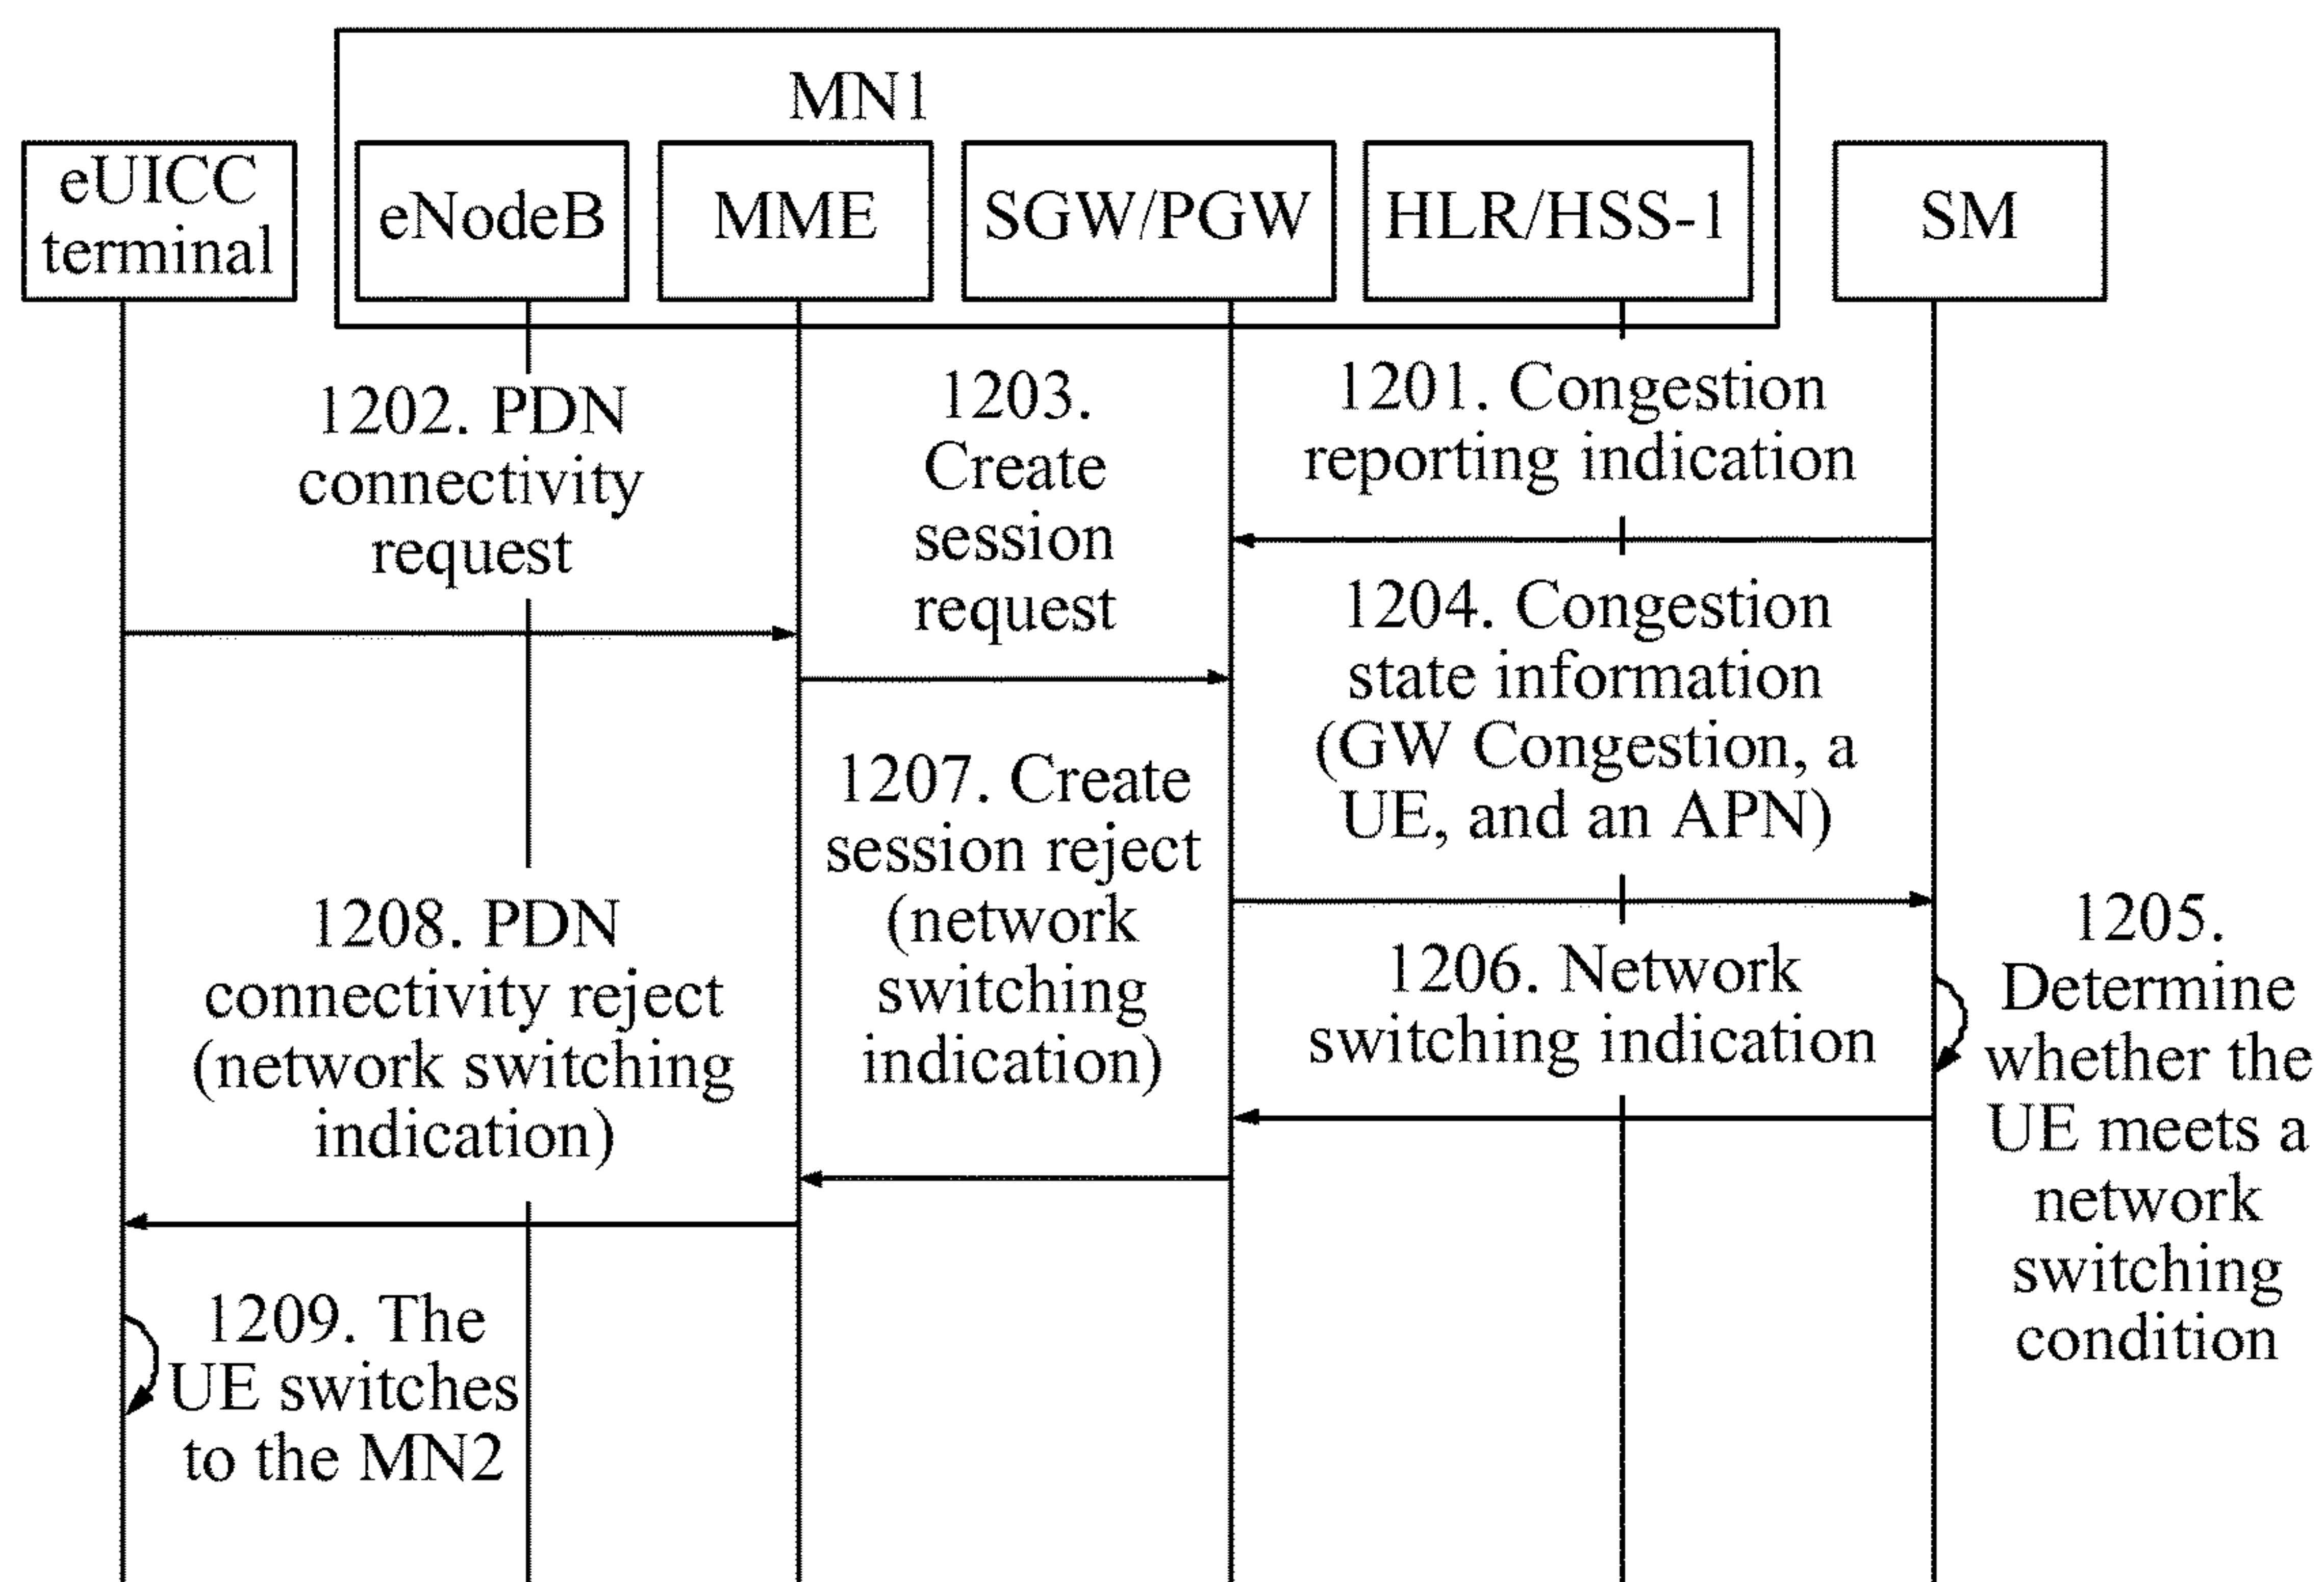 MN1
eUICC
terminal
eNodeB
MME
SGW/PGW
HLR/HSS-1
SM
1201. Congestion
reporting indication
1202. PDN
connectivity
request
1203.
Create
session
request
1204. Congestion
state information
(GW Congestion, a
UE, and an APN)
1205.
Determine
whether the
UE meets a
network
switching
condition
1206. Network
switching indication
1207. Create
session reject
(network
switching
indication)
1208. PDN
connectivity reject
(network switching
indication)
1209. The
UE switches
to the MN2